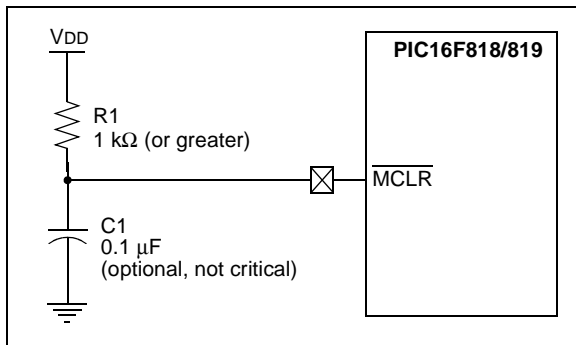 VDD
PIC16F818/819
R1
1 kΩ (or greater)
MCLR
C1
0.1 μF
(optional, not critical)